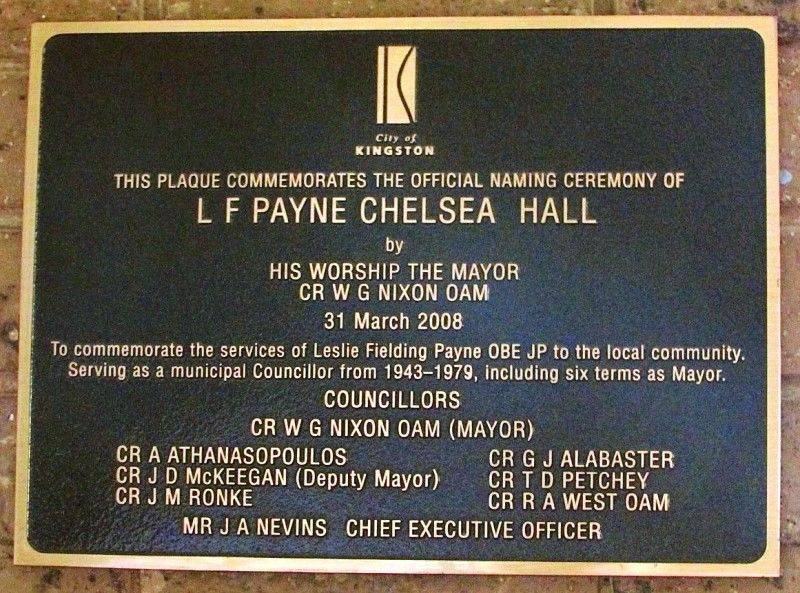 City of
KINGSTON
THIS PLAQUE COMMEMORATES THE OFFICIAL NAMING CEREMONY OF
L F PAYNE CHELSEA HALL
by
HIS WORSHIP THE MAYOR
CR W G NIXON OAM
31 March 2008
To commemorate the services of Leslie Fielding Payne OBE JP to the local community.
Serving as a municipal Councillor from 1943–1979, including six terms as Mayor.
COUNCILLORS
CR W G NIXON OAM (MAYOR)
CR A ATHANASOPOULOS CR G J ALABASTER
CR J D McKEEGAN (Deputy Mayor) CR T D PETCHEY
CR J M RONKE CR R A WEST OAM
MR J A NEVINS CHIEF EXECUTIVE OFFICER